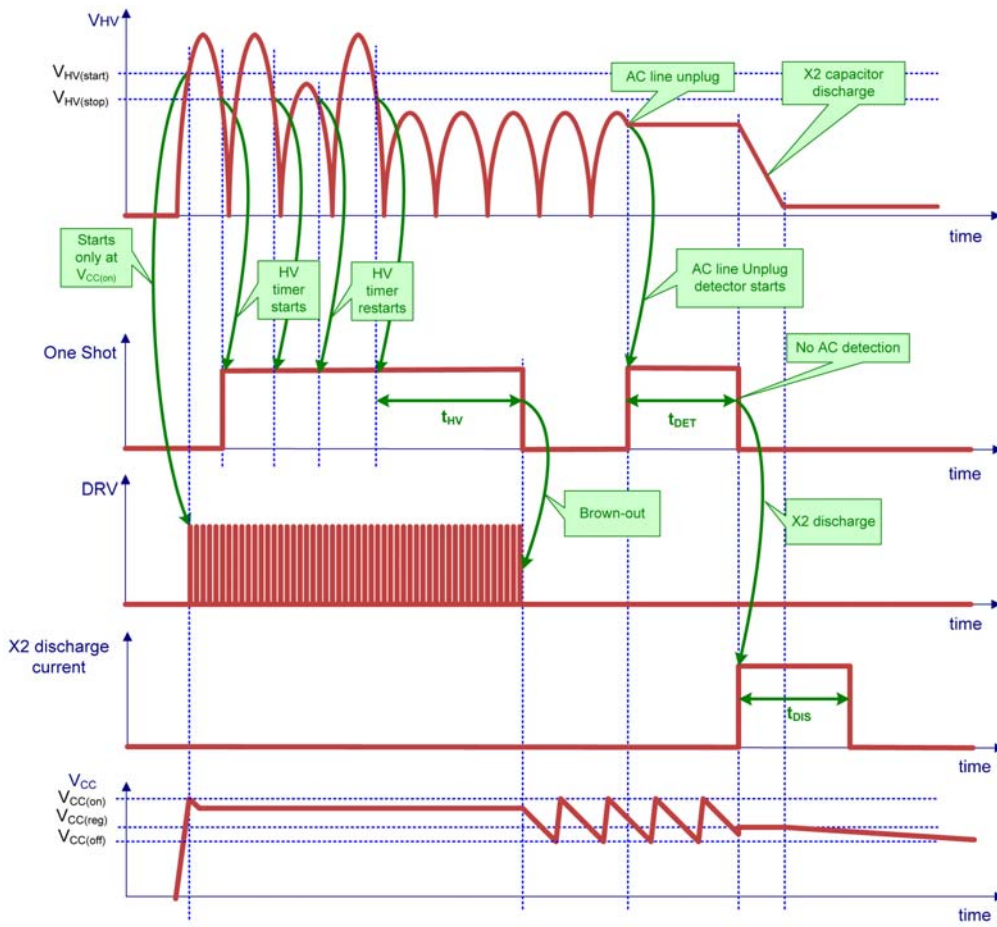 VHV
VHV(start)
VHV(stop)
AC line unplug
X2 capacitor
discharge
time
Starts
only at
VCC(on)
HV
timer
starts
HV
timer
restarts
AC line Unplug
detector starts
One Shot
No AC detection
tHV
tDET
time
DRV
Brown-out
X2 discharge
time
X2 discharge
current
tDIS
time
VCC
VCC(on)
VCC(reg)
VCC(off)
time